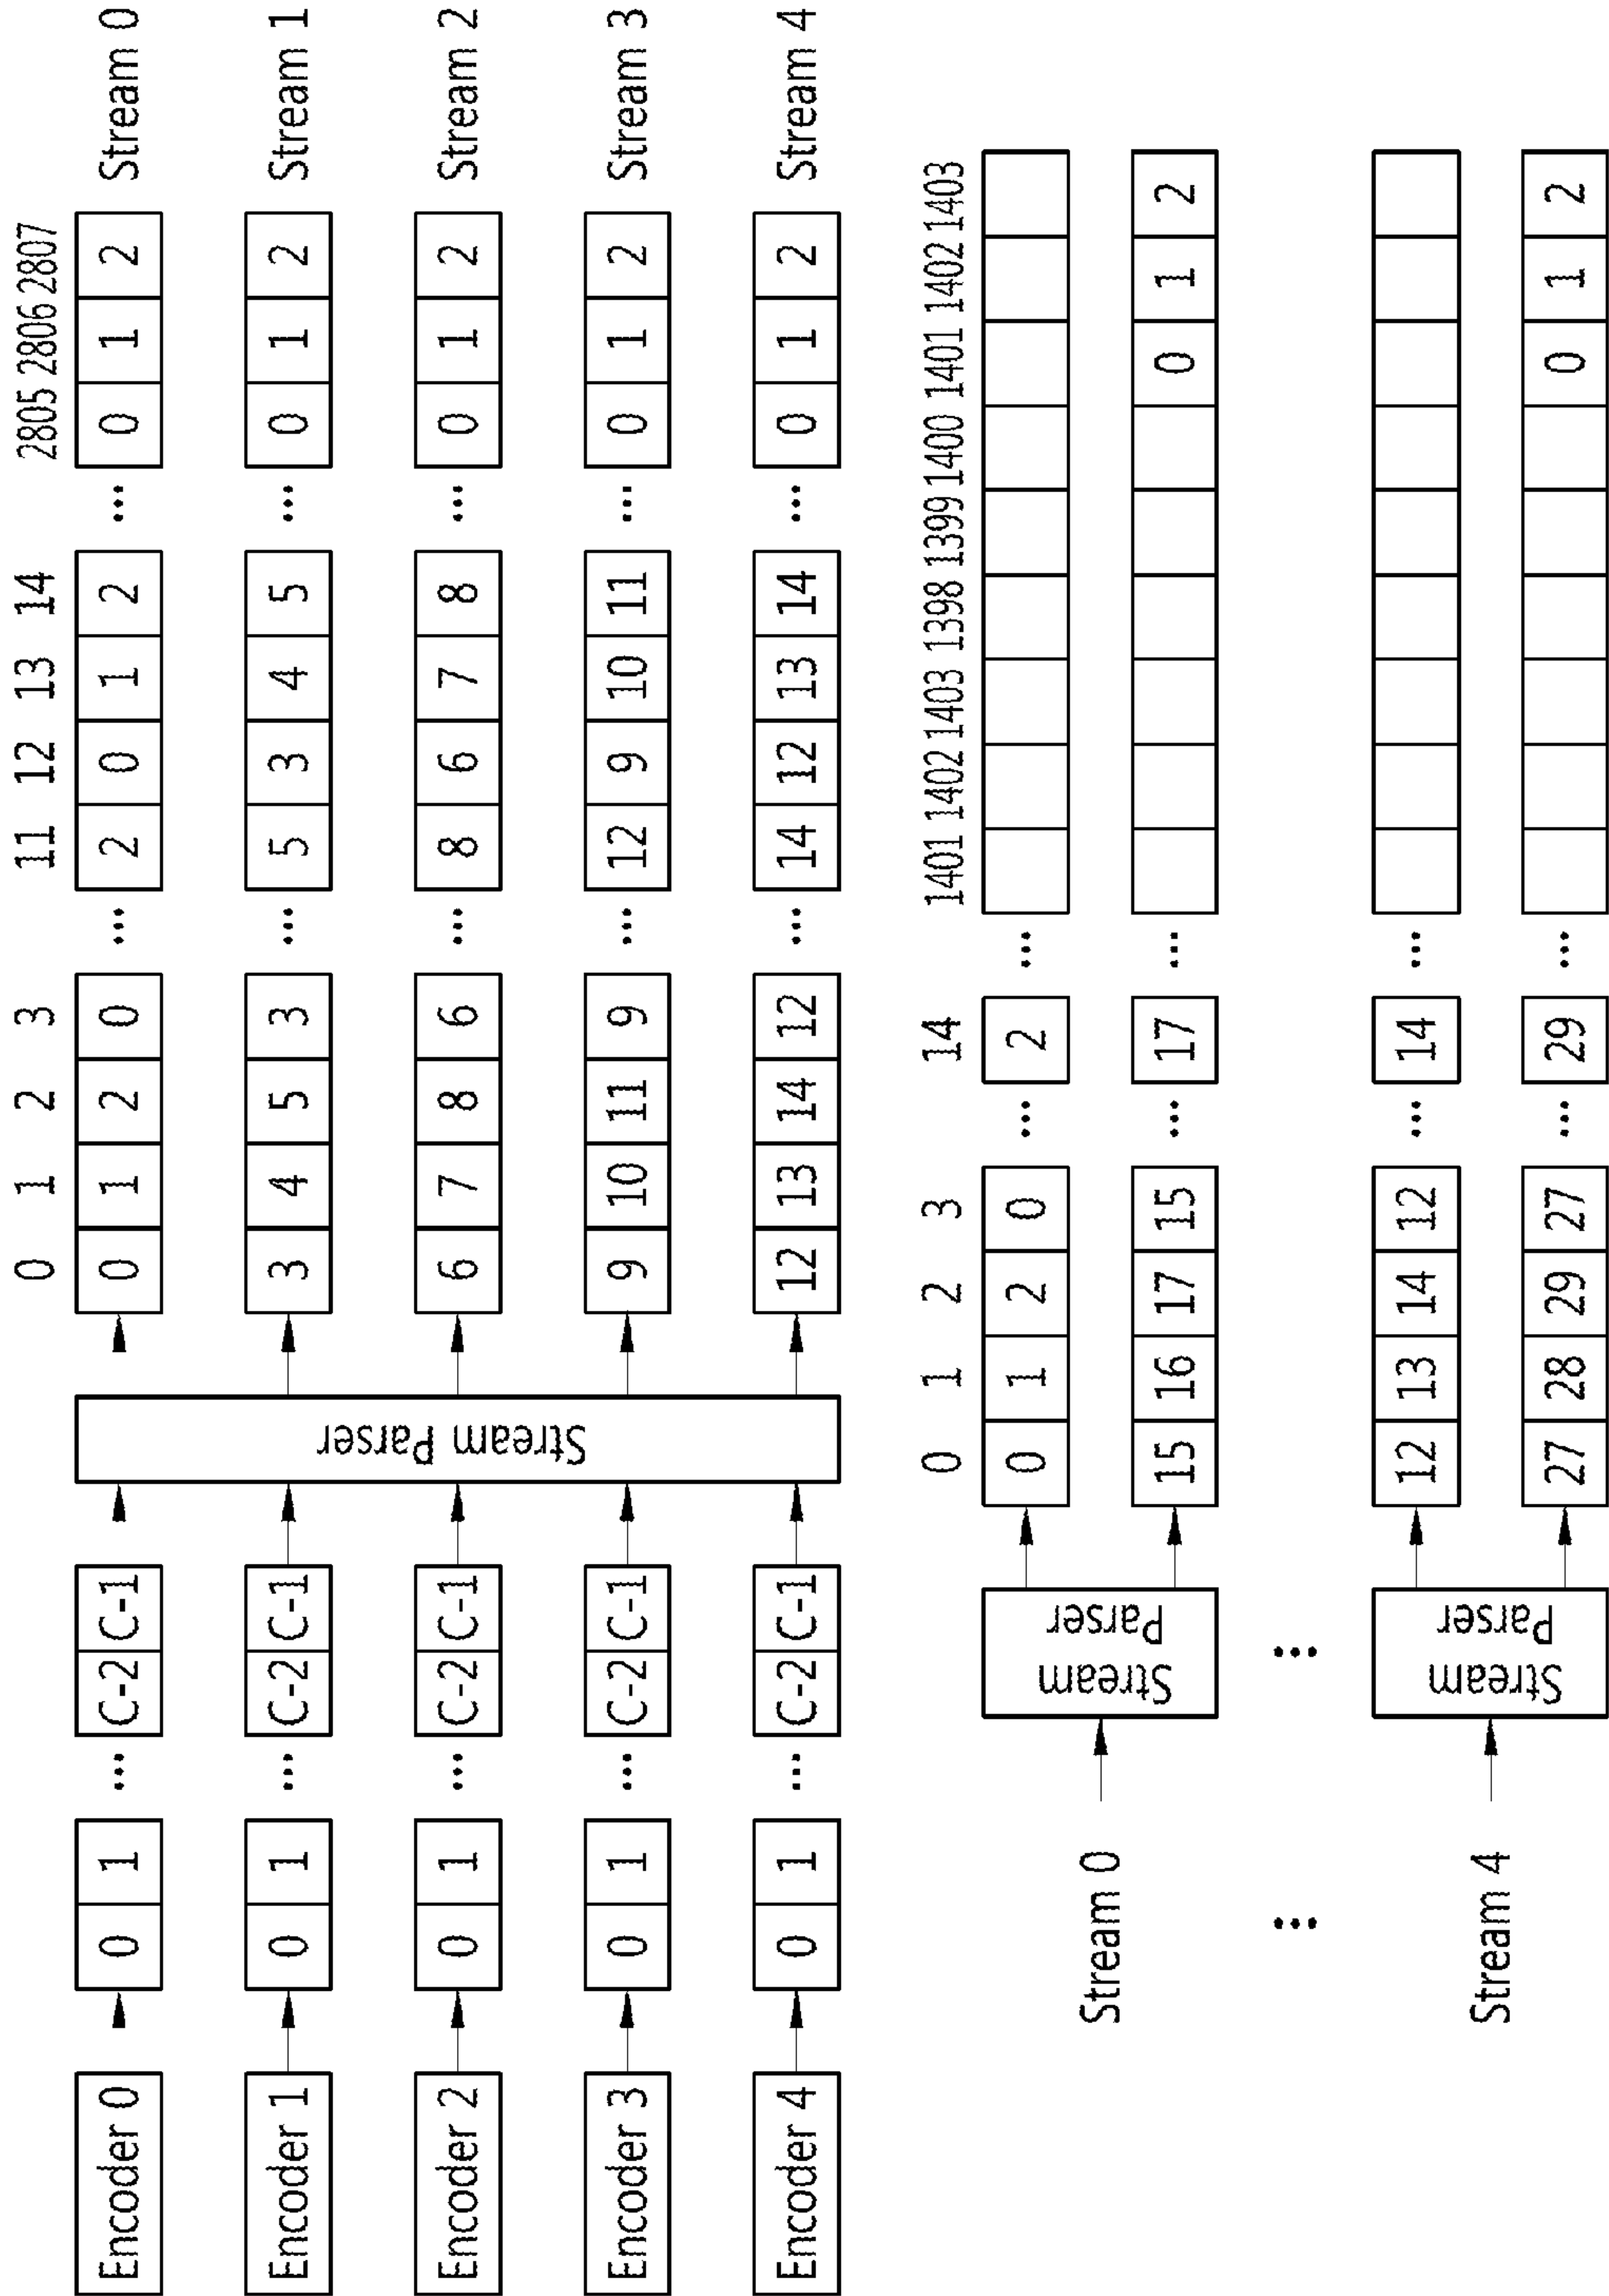 0 1 2 3 11 12 13 14 2805 2806 2807
Encoder 0 0 1 ... C-2 C-1 0 1 2 0 ... 2 0 1 2 ... 0 1 2 Stream 0
Encoder 1 0 1 ... C-2 C-1 3 4 5 3 ... 5 3 4 5 ... 0 1 2 Stream 1
Encoder 2 0 1 ... C-2 C-1 Stream Parser 6 7 8 6 ... 8 6 7 8 ... 0 1 2 Stream 2
Encoder 3 0 1 ... C-2 C-1 9 10 11 9 ... 12 9 10 11 ... 0 1 2 Stream 3
Encoder 4 0 1 ... C-2 C-1 12 13 14 12 ... 14 12 13 14 ... 0 1 2 Stream 4
0 1 2 3 14 1401 1402 1403 1398 1399 1400 1401 1402 1403
0 1 2 0 ... 2 ...
Stream 0 Stream Parser
15 16 17 15 ... 17 ... 0 1 2
... ...
12 13 14 12 ... 14 ...
Stream 4 Stream Parser
27 28 29 27 ... 29 ... 0 1 2